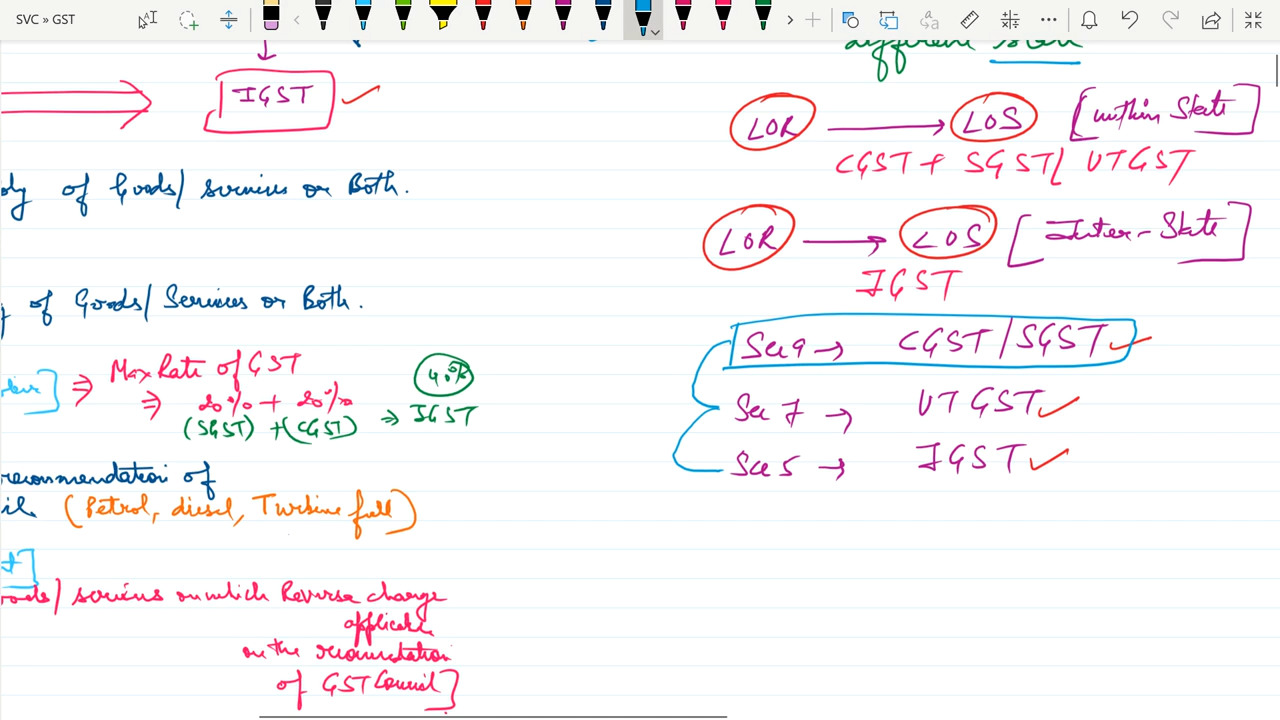 SVC » GST
different State
IGST
LOR → LOS [within State]
CGST + SGST/ UTGST
of Goods/ Services or Both.
LOR → LOS [Inter-State]
IGST
of Goods/ Services or Both.
Sec 9 → CGST/SGST
⇒ Max Rate of GST
40%
⇒ 20% + 20%
(SGST) + (CGST) ⇒ IGST
Sec 7 → UTGST
Sec 5 → IGST
recommendation of
(Petrol, diesel, Turbine fuel)
/ services on which Reverse charge
applicable
on the recomendation
of GST Council]